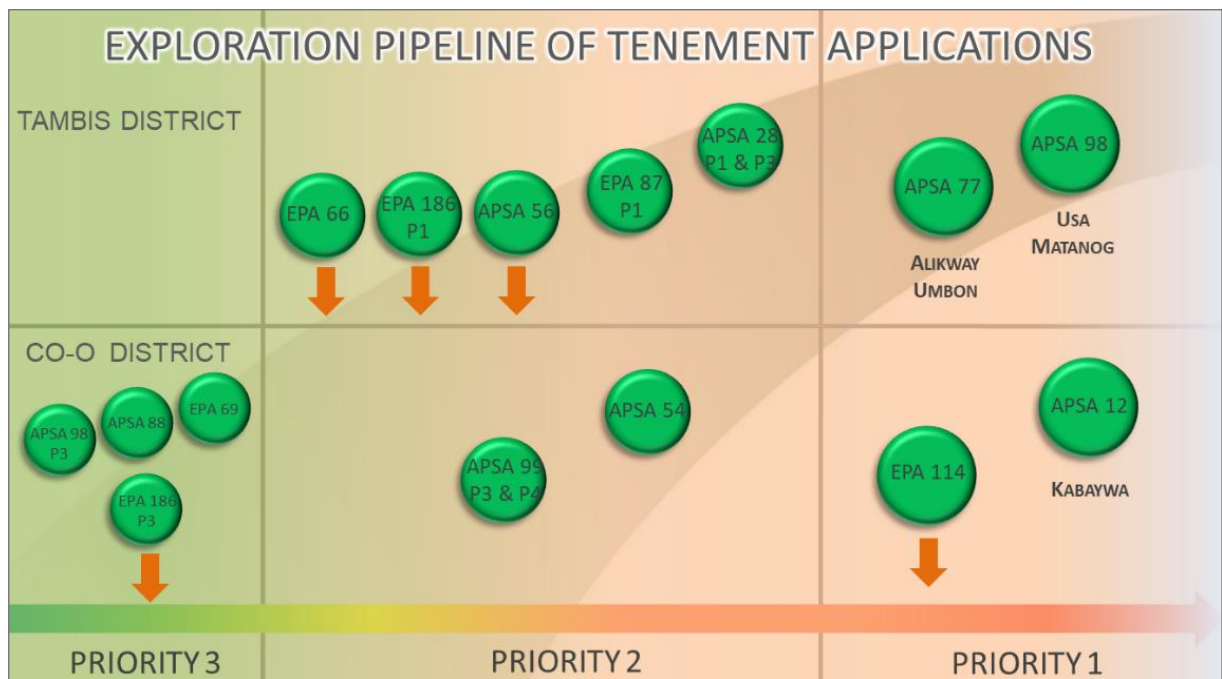 EXPLORATION PIPELINE OF TENEMENT APPLICATIONS
TAMBIS DISTRICT
EPA 66
EPA 186
P1
APSA 56
EPA 87
P1
APSA 28
P1 & P3
APSA 77
ALIKWAY
UMBON
APSA 98
USA
MATANOG
CO-O DISTRICT
APSA 98
P3
APSA 88
EPA 69
EPA 186
P3
APSA 99
P3 & P4
APSA 54
EPA 114
APSA 12
KABAYWA
PRIORITY 3
PRIORITY 2
PRIORITY 1